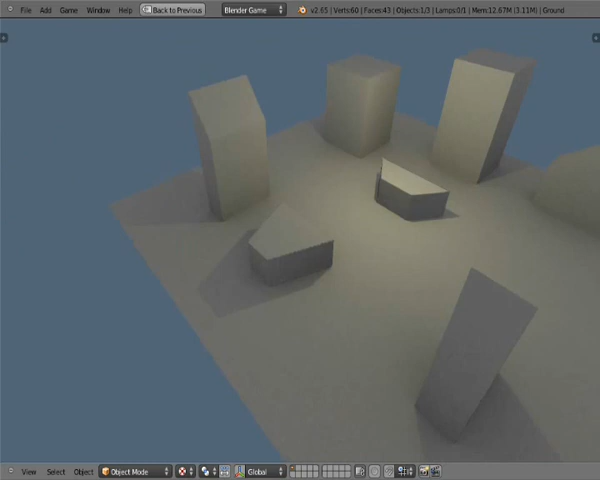 File Add Game Window Help Back to Previous Blender Game v2.65 | Verts:60 | Faces:43 | Objects:1/3 | Lamps:0/1 | Mem:12.67M (3.11M) | Ground
View Select Object Object Mode Global